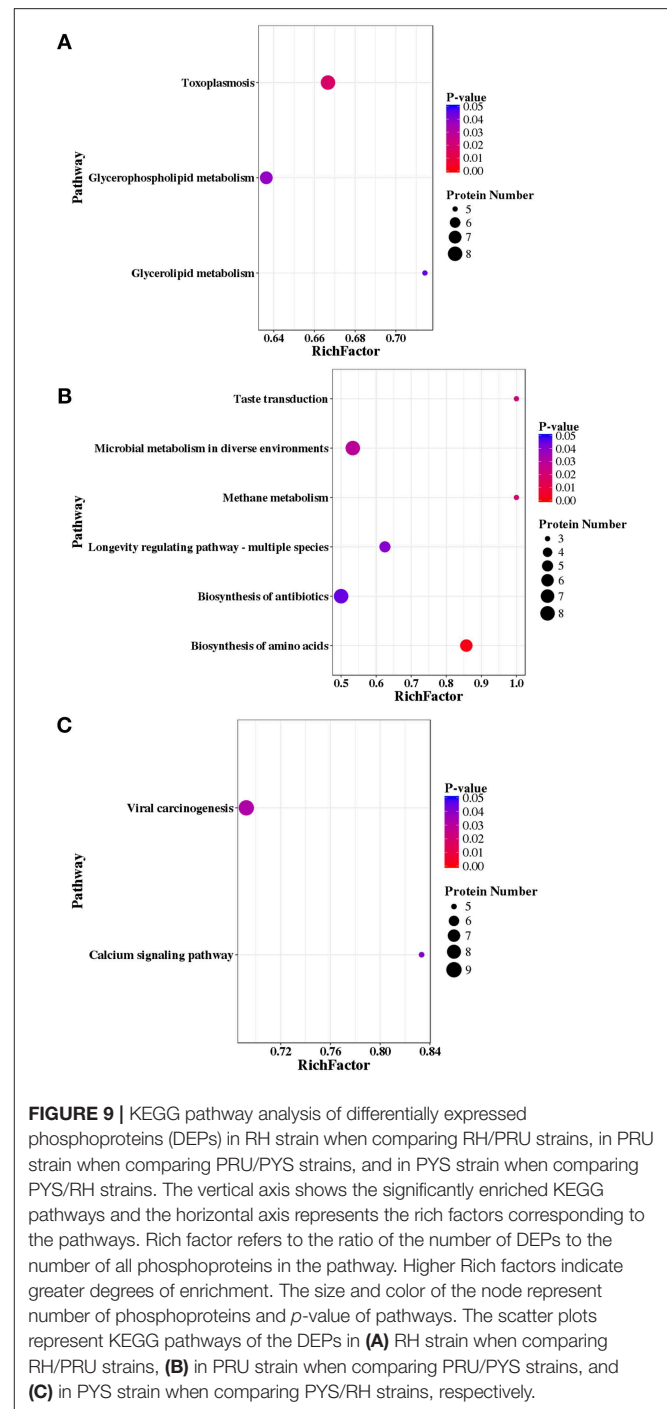 A
Toxoplasmosis
Glycerophospholipid metabolism
Glycerolipid metabolism
Pathway
0.64 0.66 0.68 0.70
RichFactor
P-value
0.05
0.04
0.03
0.02
0.01
0.00
Protein Number
5
6
7
8
B
Taste transduction
Microbial metabolism in diverse environments
Methane metabolism
Longevity regulating pathway - multiple species
Biosynthesis of antibiotics
Biosynthesis of amino acids
Pathway
0.5 0.6 0.7 0.8 0.9 1.0
RichFactor
P-value
0.05
0.04
0.03
0.02
0.01
0.00
Protein Number
3
4
5
6
7
8
C
Viral carcinogenesis
Calcium signaling pathway
Pathway
0.72 0.76 0.80 0.84
RichFactor
P-value
0.05
0.04
0.03
0.02
0.01
0.00
Protein Number
5
6
7
8
9
FIGURE 9 | KEGG pathway analysis of differentially expressed
phosphoproteins (DEPs) in RH strain when comparing RH/PRU strains, in PRU
strain when comparing PRU/PYS strains, and in PYS strain when comparing
PYS/RH strains. The vertical axis shows the significantly enriched KEGG
pathways and the horizontal axis represents the rich factors corresponding to
the pathways. Rich factor refers to the ratio of the number of DEPs to the
number of all phosphoproteins in the pathway. Higher Rich factors indicate
greater degrees of enrichment. The size and color of the node represent
number of phosphoproteins and p-value of pathways. The scatter plots
represent KEGG pathways of the DEPs in (A) RH strain when comparing
RH/PRU strains, (B) in PRU strain when comparing PRU/PYS strains, and
(C) in PYS strain when comparing PYS/RH strains, respectively.